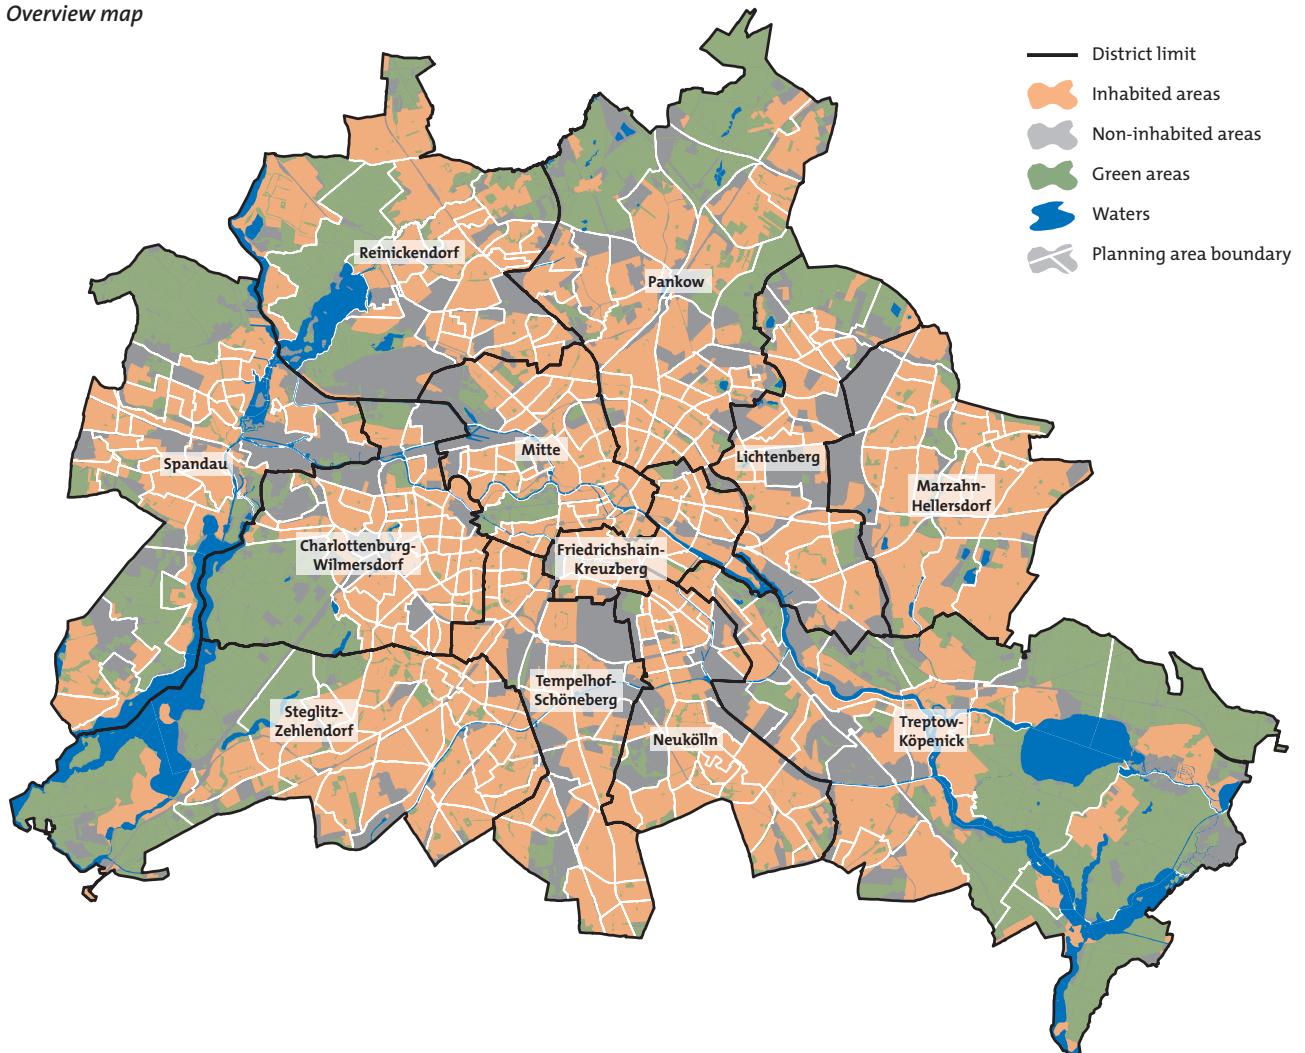 Overview map
District limit
Inhabited areas
Non-inhabited areas
Green areas
Waters
Planning area boundary
Reinickendorf
Pankow
Spandau
Mitte
Lichtenberg
Marzahn-
Hellersdorf
Charlottenburg-
Wilmersdorf
Friedrichshain-
Kreuzberg
Steglitz-
Zehlendorf
Tempelhof-
Schöneberg
Neukölln
Treptow-
Köpenick